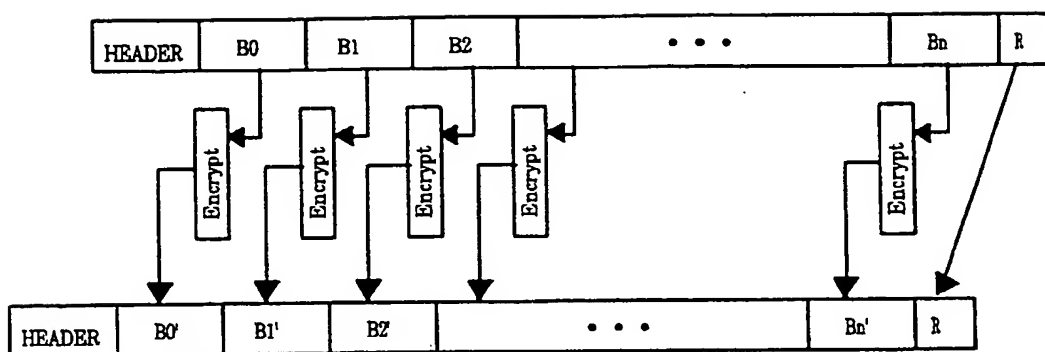 HEADER B0 B1 B2 • • • Bn R
Encrypt Encrypt Encrypt Encrypt Encrypt
HEADER B0' B1' B2' • • • Bn' R